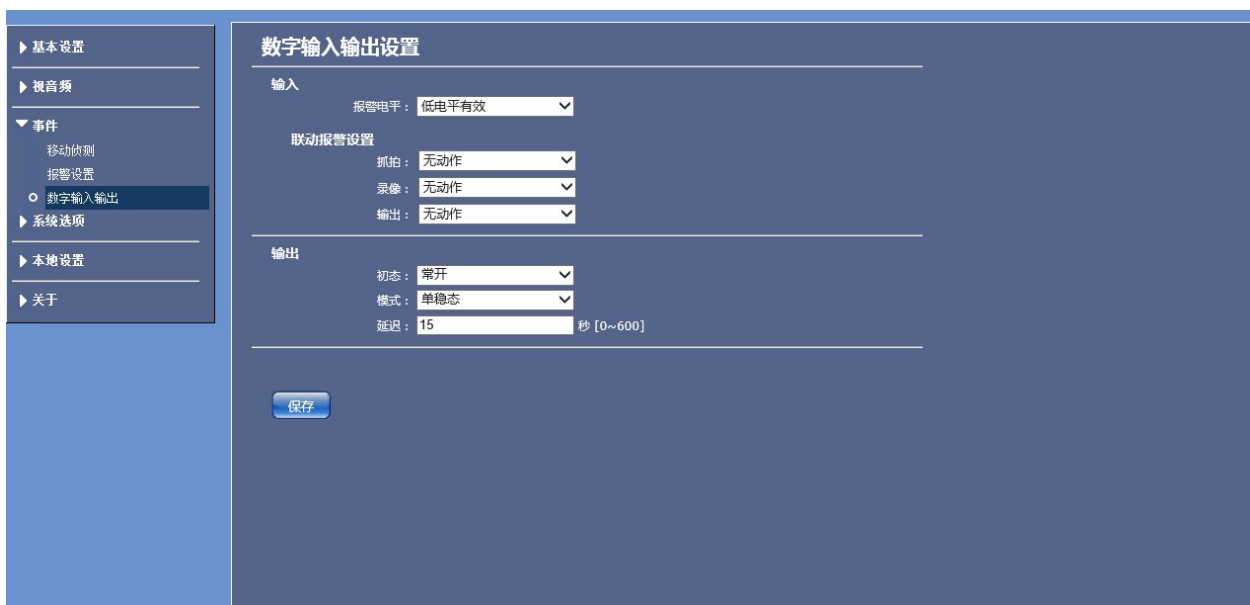 基本设置
视音频
事件
移动侦测
报警设置
数字输入输出
系统选项
本地设置
关于
数字输入输出设置
输入
报警电平： 低电平有效
联动报警设置
抓拍： 无动作
录像： 无动作
输出： 无动作
输出
初态： 常开
模式： 单稳态
延迟： 15 秒 [0~600]
保存